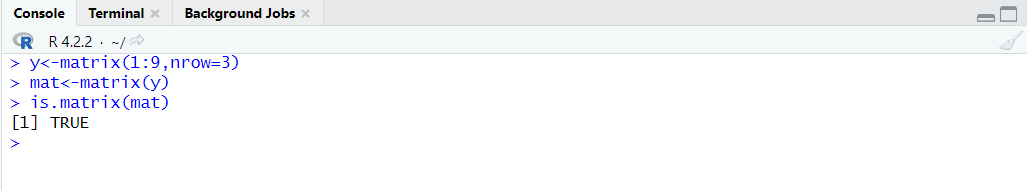 Console Terminal Background Jobs
R R 4.2.2 · ~/
> y<-matrix(1:9,nrow=3)
> mat<-matrix(y)
> is.matrix(mat)
[1] TRUE
>